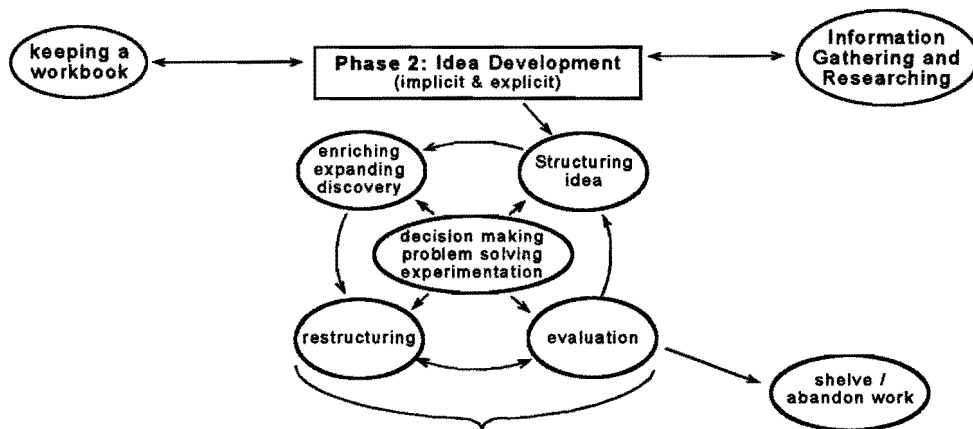 keeping a
workbook
Phase 2: Idea Development
(implicit & explicit)
Information
Gathering and
Researching
enriching
expanding
discovery
Structuring
idea
decision making
problem solving
experimentation
restructuring
evaluation
shelve /
abandon work